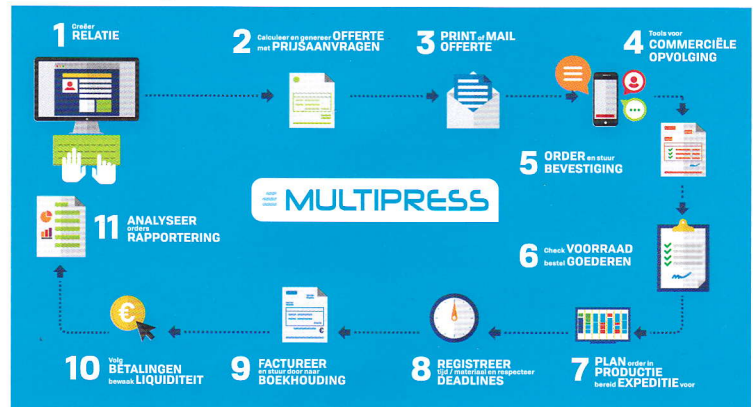 1 Creëer
RELATIE
2 Calculeer en genereer OFFERTE
met PRIJSAANVRAGEN
3 PRINT of MAIL
OFFERTE
4 Tools voor
COMMERCIËLE
OPVOLGING
5 ORDER en stuur
BEVESTIGING
MULTIPRESS
6 Check VOORRAAD
bestel GOEDEREN
7 PLAN order in
PRODUCTIE
bereid EXPEDITIE voor
8 REGISTREER
tijd / materiaal en respecteer
DEADLINES
9 FACTUREER
en stuur door naar
BOEKHOUDING
10 Volg
BETALINGEN
bewaak LIQUIDITEIT
11 ANALYSEER
orders
RAPPORTERING